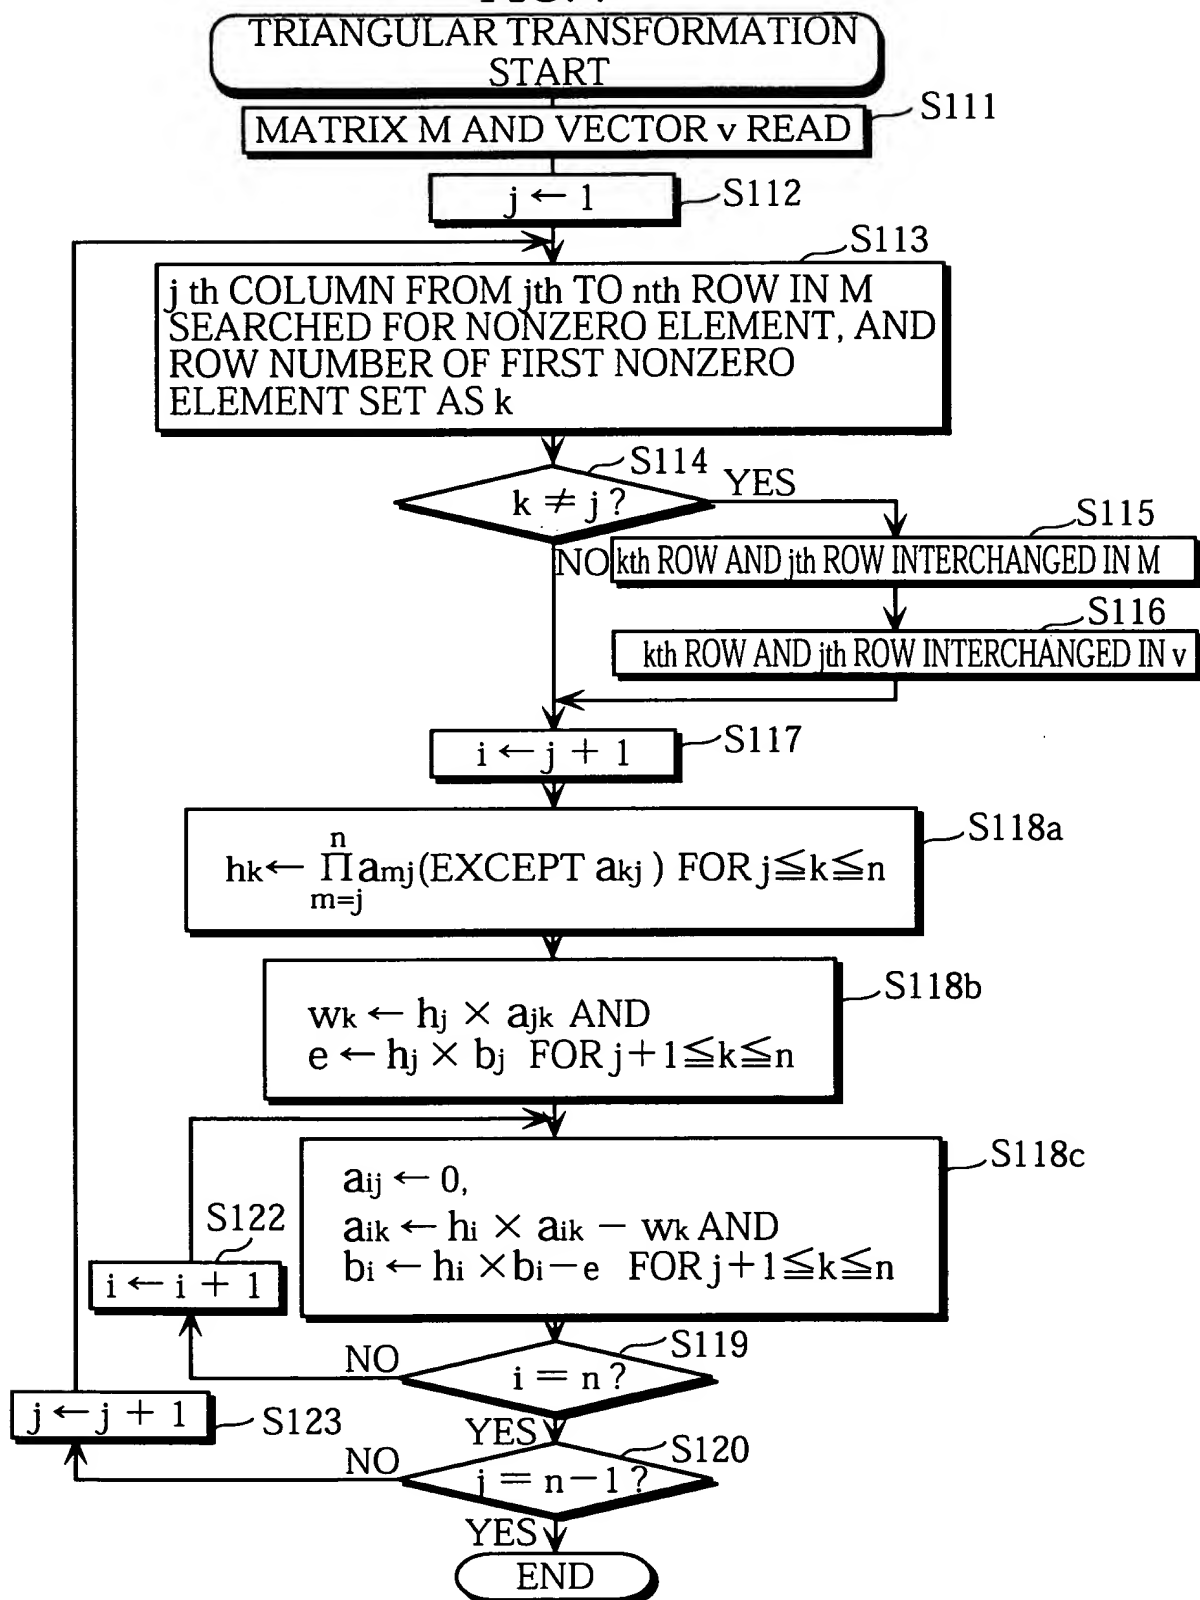 TRIANGULAR TRANSFORMATION
START
S111
MATRIX M AND VECTOR v READ
j ← 1
S112
S113
j th COLUMN FROM jth TO nth ROW IN M
SEARCHED FOR NONZERO ELEMENT, AND
ROW NUMBER OF FIRST NONZERO
ELEMENT SET AS k
S114
k ≠ j ?
YES
S115
NO
kth ROW AND jth ROW INTERCHANGED IN M
S116
kth ROW AND jth ROW INTERCHANGED IN v
i ← j + 1
S117
S118a
hk ← n Π m=j amj (EXCEPT akj ) FOR j ≦ k ≦ n
S118b
wk ← hj × ajk AND
e ← hj × bj FOR j + 1 ≦ k ≦ n
S118c
aij ← 0,
aik ← hi × aik − wk AND
bi ← hi × bi − e FOR j + 1 ≦ k ≦ n
S122
i ← i + 1
S119
i = n ?
NO
YES
j ← j + 1
S123
S120
j = n − 1 ?
NO
YES
END